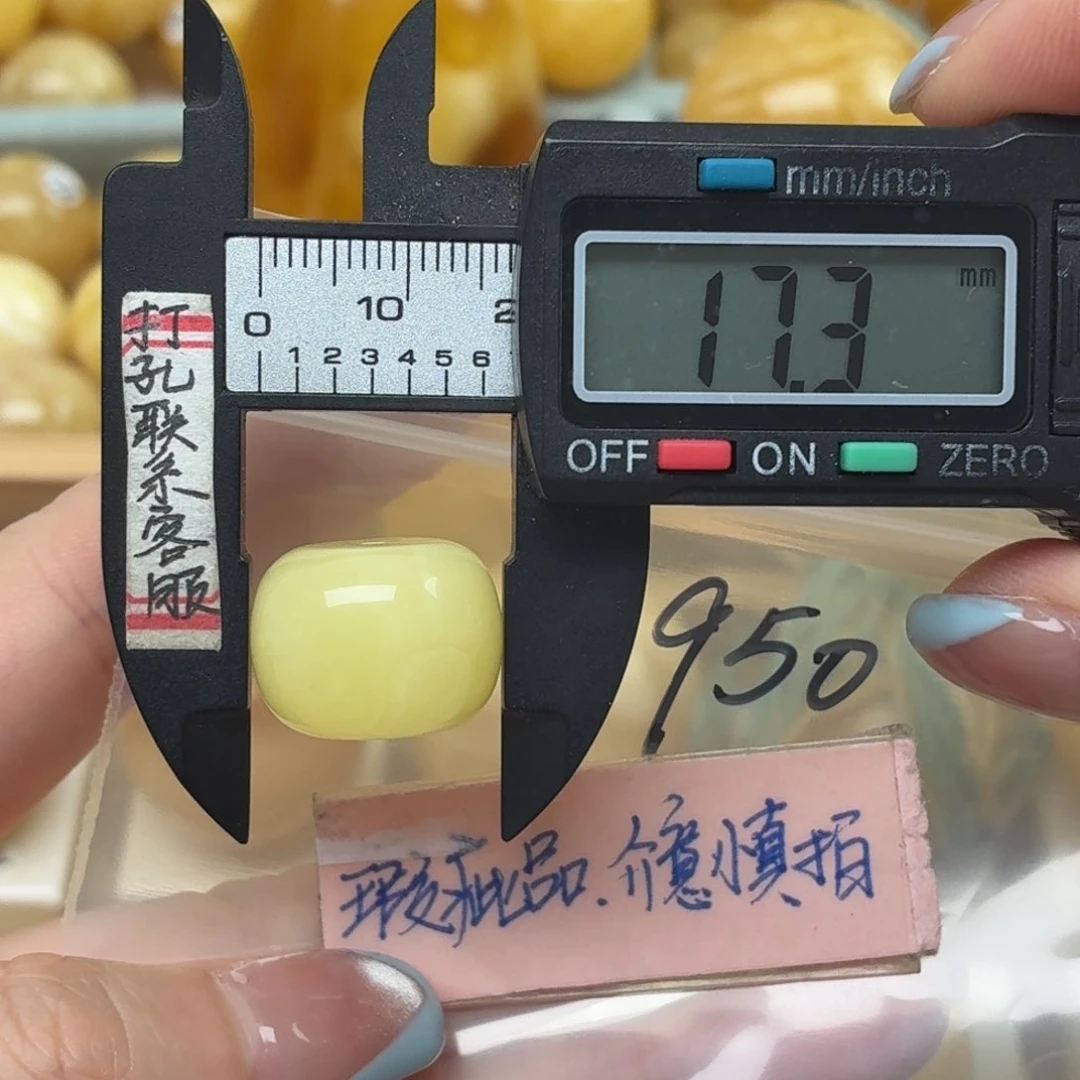 mm/inch
17.3 mm
OFF ON ZERO
0 10 2
1 2 3 4 5 6
打孔联系客服
950
瑕疵品.介意慎拍